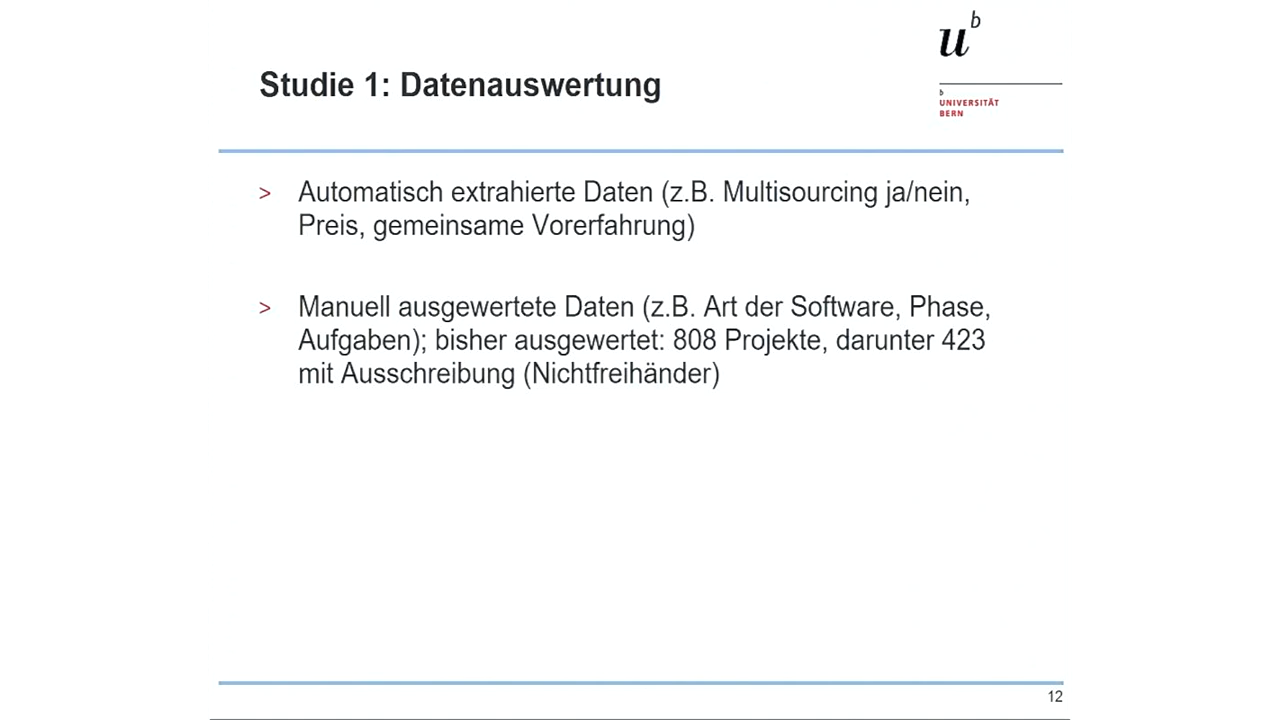 u b
Studie 1: Datenauswertung
b
UNIVERSITÄT
BERN
> Automatisch extrahierte Daten (z.B. Multisourcing ja/nein,
Preis, gemeinsame Vorerfahrung)
> Manuell ausgewertete Daten (z.B. Art der Software, Phase,
Aufgaben); bisher ausgewertet: 808 Projekte, darunter 423
mit Ausschreibung (Nichtfreihänder)
12